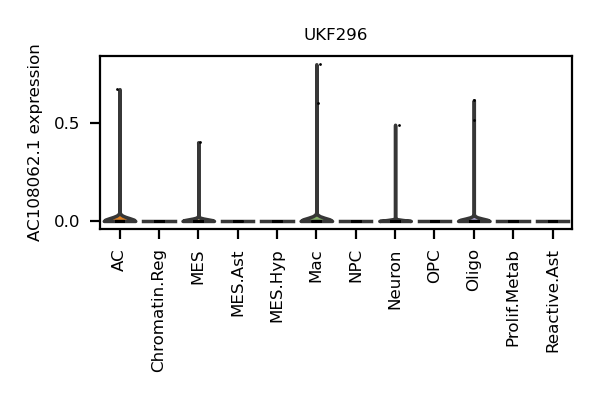 UKF296
AC108062.1 expression
0.5
0.0
AC
Chromatin.Reg
MES
MES.Ast
MES.Hyp
Mac
NPC
Neuron
OPC
Oligo
Prolif.Metab
Reactive.Ast